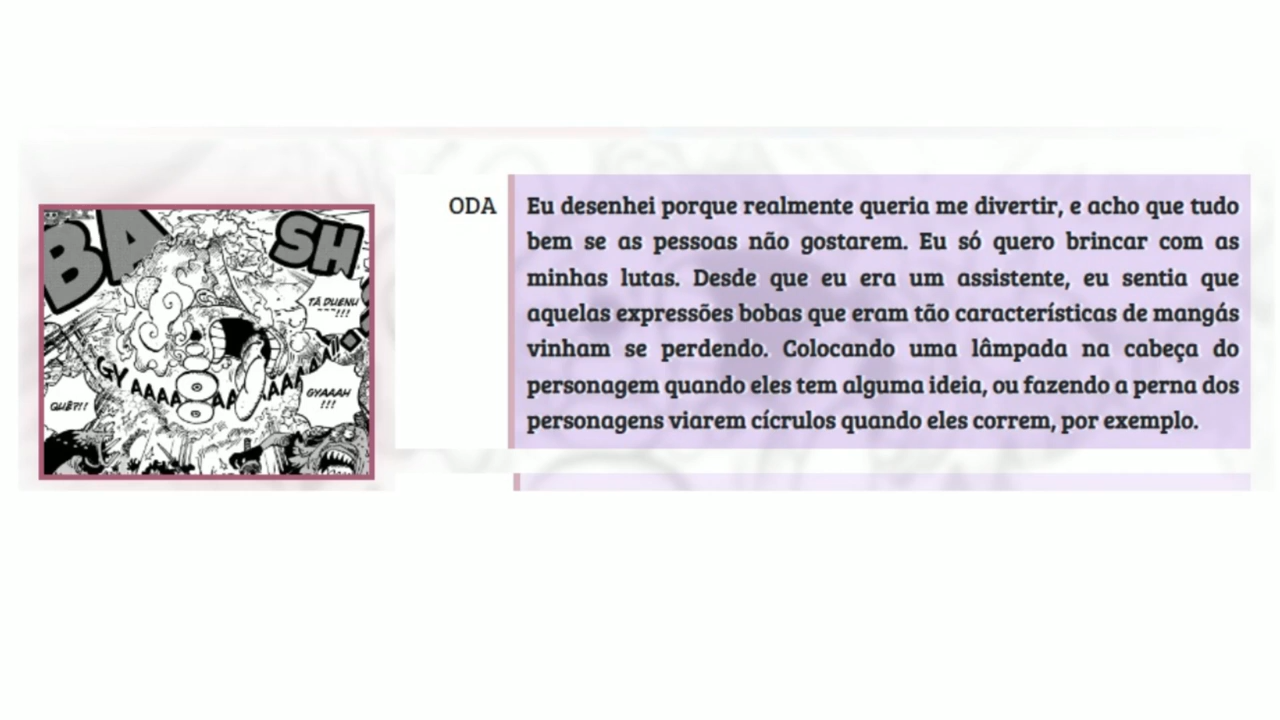 BA
SH
TÁ DUENU
!!!
GYAAAAAAAAAAA
QUÊ?!!
GYAAAH
!!!
ODA
Eu desenhei porque realmente queria me divertir, e acho que tudo
bem se as pessoas não gostarem. Eu só quero brincar com as
minhas lutas. Desde que eu era um assistente, eu sentia que
aquelas expressões bobas que eram tão características de mangás
vinham se perdendo. Colocando uma lâmpada na cabeça do
personagem quando eles tem alguma ideia, ou fazendo a perna dos
personagens viarem cícrulos quando eles correm, por exemplo.